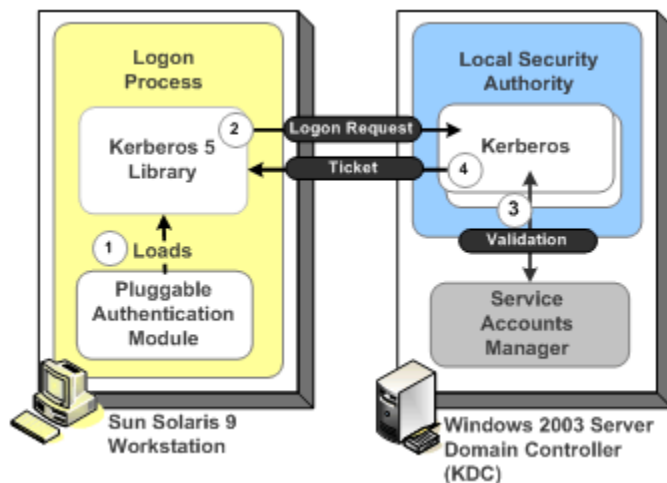 Logon
Process
2
Kerberos 5
Library
1
Loads
Pluggable
Authentication
Module
Sun Solaris 9
Workstation
Logon Request
Ticket
Local Security
Authority
Kerberos
4
3
Validation
Service
Accounts
Manager
Windows 2003 Server
Domain Controller
(KDC)